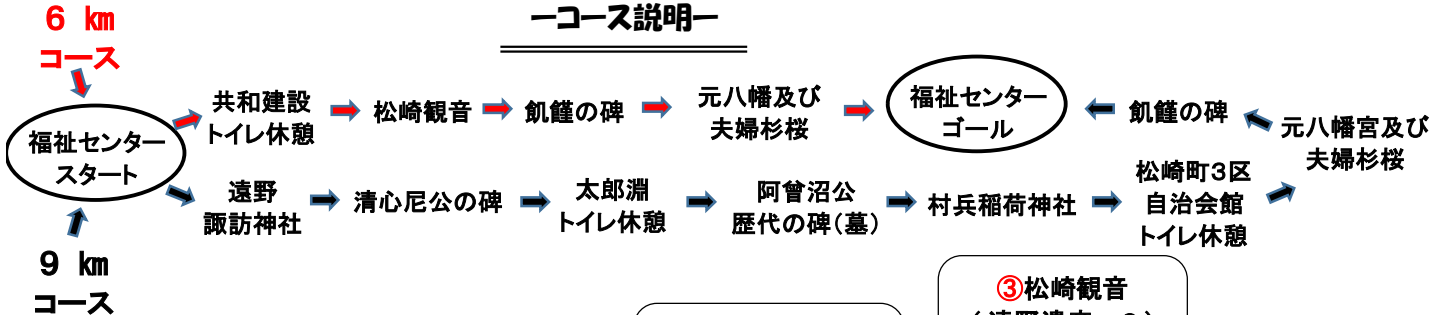 ーコース説明ー
6 km
コース
福祉センター
スタート
共和建設
トイレ休憩
松崎観音
飢饉の碑
元八幡及び
夫婦杉桜
福祉センター
ゴール
飢饉の碑
元八幡宮及び
夫婦杉桜
遠野
諏訪神社
清心尼公の碑
太郎淵
トイレ休憩
阿曾沼公
歴代の碑(墓)
村兵稲荷神社
松崎町3区
自治会館
トイレ休憩
9 km
コース
③松崎観音